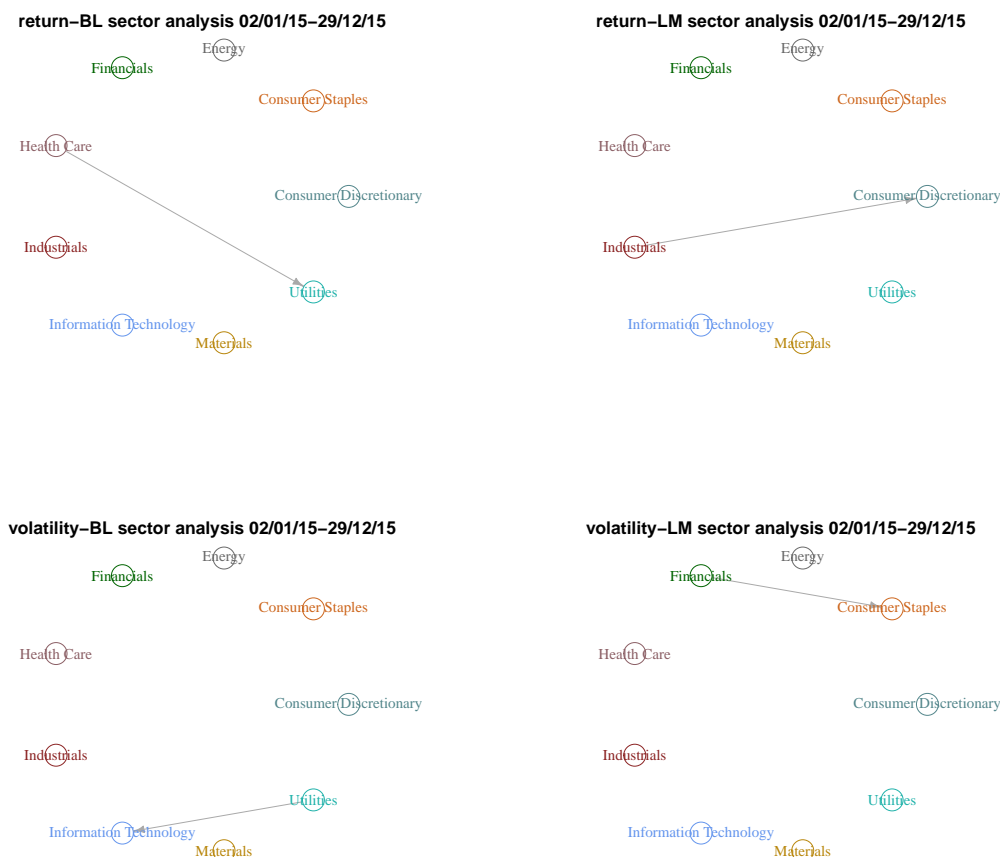 return–BL sector analysis 02/01/15–29/12/15
Energy
Financials
Consumer Staples
Health Care
Consumer Discretionary
Industrials
Utilities
Information Technology
Materials
return–LM sector analysis 02/01/15–29/12/15
Energy
Financials
Consumer Staples
Health Care
Consumer Discretionary
Industrials
Utilities
Information Technology
Materials
volatility–BL sector analysis 02/01/15–29/12/15
Energy
Financials
Consumer Staples
Health Care
Consumer Discretionary
Industrials
Utilities
Information Technology
Materials
volatility–LM sector analysis 02/01/15–29/12/15
Energy
Financials
Consumer Staples
Health Care
Consumer Discretionary
Industrials
Utilities
Information Technology
Materials